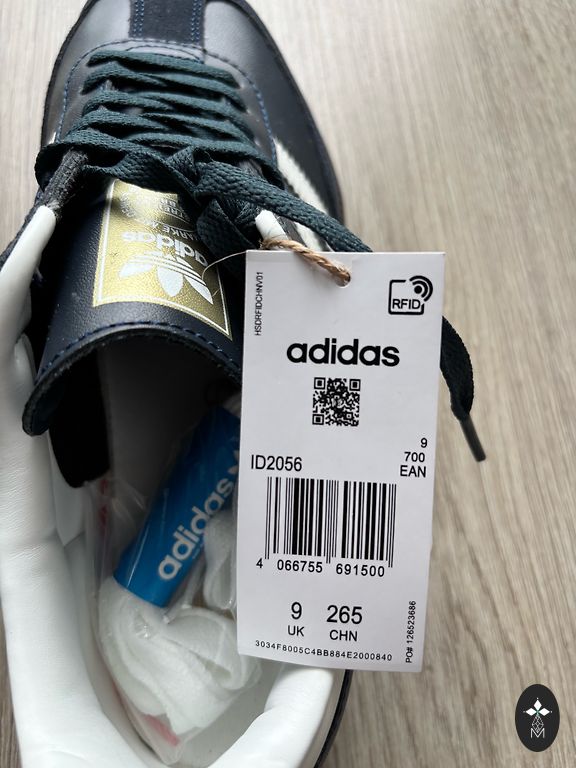 adidas
HSDRFIDCHNV01
RFID
adidas
9
700
EAN
ID2056
4 066755 691500
9 265
UK CHN
3034F8005C4BB884E2000840
PO# 126523686
adidas
M